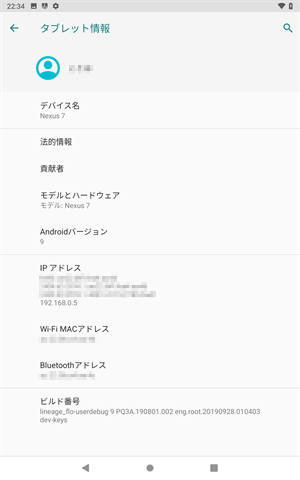 22:34
タブレット情報
デバイス名
Nexus 7
法的情報
貢献者
モデルとハードウェア
モデル: Nexus 7
Androidバージョン
9
IP アドレス
192.168.0.5
Wi-Fi MACアドレス
Bluetoothアドレス
ビルド番号
lineage_flo-userdebug 9 PQ3A.190801.002 eng.root.20190928.010403
dev-keys